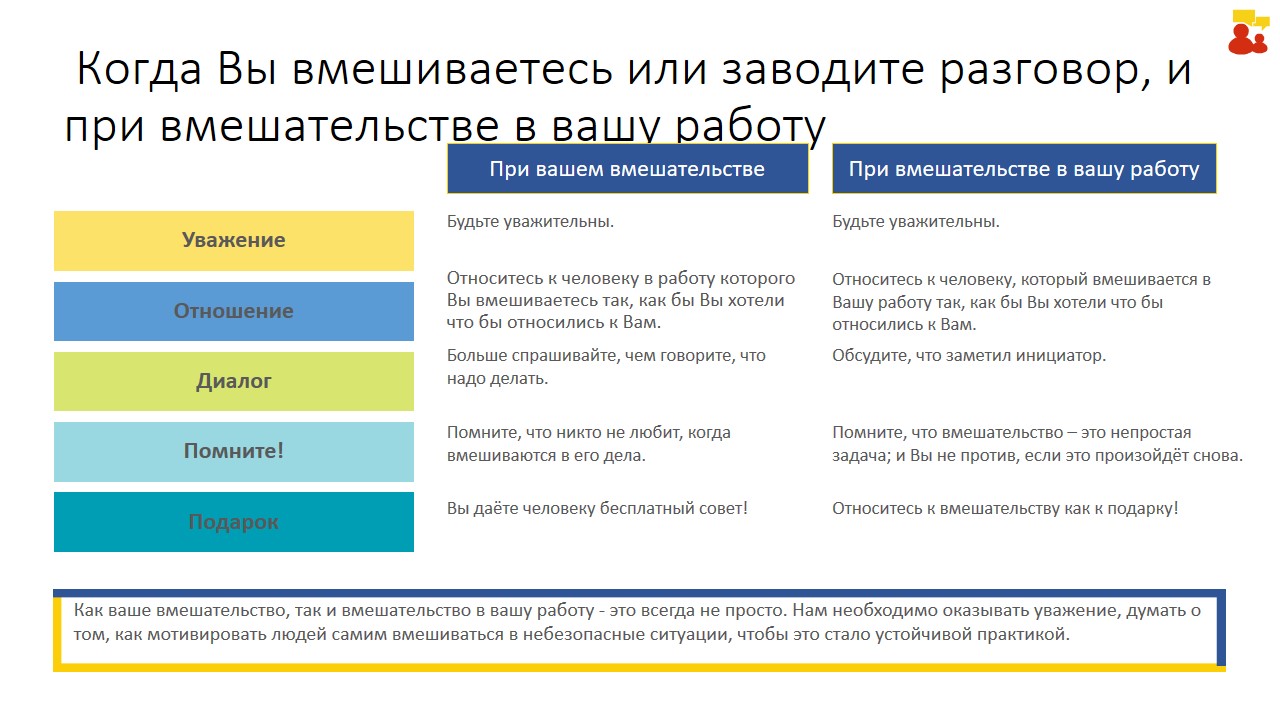 Когда Вы вмешиваетесь или заводите разговор, и
при вмешательстве в вашу работу
При вашем вмешательстве
При вмешательстве в вашу работу
Уважение
Будьте уважительны.
Будьте уважительны.
Отношение
Относитесь к человеку в работу которого
Вы вмешиваетесь так, как бы Вы хотели
что бы относились к Вам.
Относитесь к человеку, который вмешивается в
Вашу работу так, как бы Вы хотели что бы
относились к Вам.
Диалог
Больше спрашивайте, чем говорите, что
надо делать.
Обсудите, что заметил инициатор.
Помните!
Помните, что никто не любит, когда
вмешиваются в его дела.
Помните, что вмешательство – это непростая
задача; и Вы не против, если это произойдёт снова.
Подарок
Вы даёте человеку бесплатный совет!
Относитесь к вмешательству как к подарку!
Как ваше вмешательство, так и вмешательство в вашу работу - это всегда не просто. Нам необходимо оказывать уважение, думать о
том, как мотивировать людей самим вмешиваться в небезопасные ситуации, чтобы это стало устойчивой практикой.